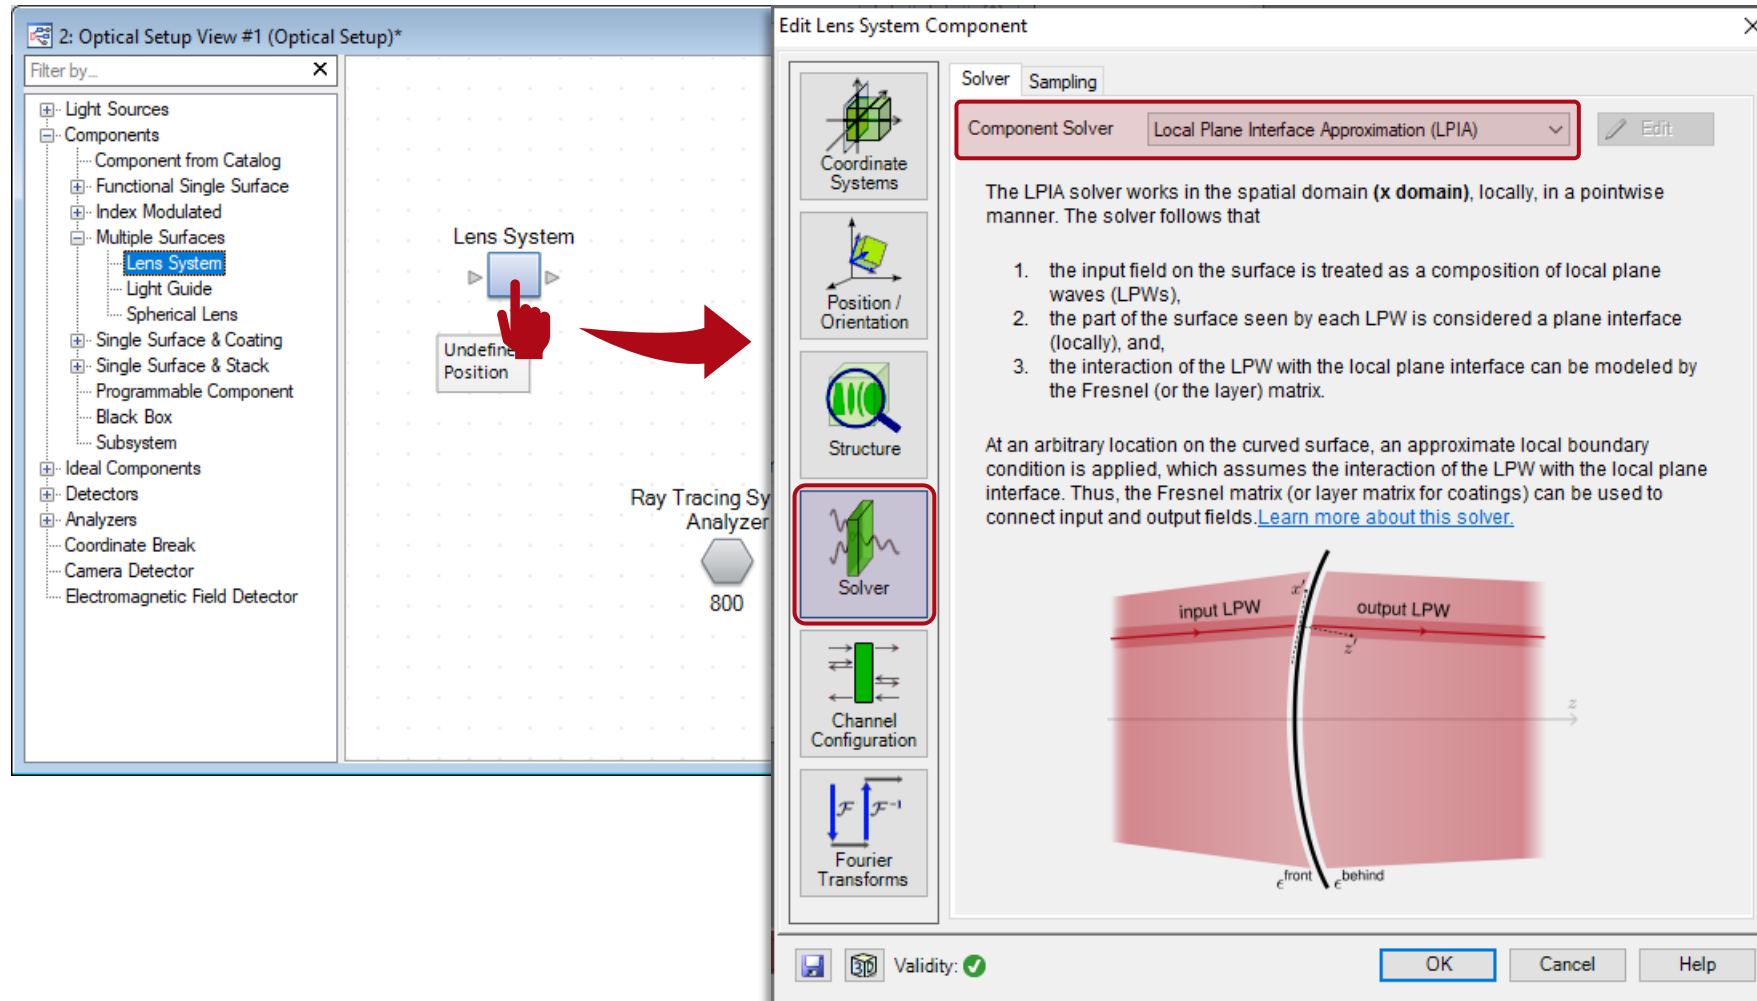 2: Optical Setup View #1 (Optical Setup)*
Filter by...
Light Sources
Components
Component from Catalog
Functional Single Surface
Index Modulated
Multiple Surfaces
Lens System
Light Guide
Spherical Lens
Single Surface & Coating
Single Surface & Stack
Programmable Component
Black Box
Subsystem
Ideal Components
Detectors
Analyzers
Coordinate Break
Camera Detector
Electromagnetic Field Detector
Lens System
Undefine
Position
Ray Tracing Sy
Analyzer
800
Edit Lens System Component
Coordinate
Systems
Position /
Orientation
Structure
Solver
Channel
Configuration
ℱ ℱ⁻¹
Fourier
Transforms
Solver Sampling
Component Solver Local Plane Interface Approximation (LPIA) Edit
The LPIA solver works in the spatial domain (x domain), locally, in a pointwise
manner. The solver follows that
1. the input field on the surface is treated as a composition of local plane
waves (LPWs),
2. the part of the surface seen by each LPW is considered a plane interface
(locally), and,
3. the interaction of the LPW with the local plane interface can be modeled by
the Fresnel (or the layer) matrix.
At an arbitrary location on the curved surface, an approximate local boundary
condition is applied, which assumes the interaction of the LPW with the local plane
interface. Thus, the Fresnel matrix (or layer matrix for coatings) can be used to
connect input and output fields.Learn more about this solver.
x′
input LPW output LPW
z′
z
ϵfront ϵbehind
3D Validity: OK Cancel Help